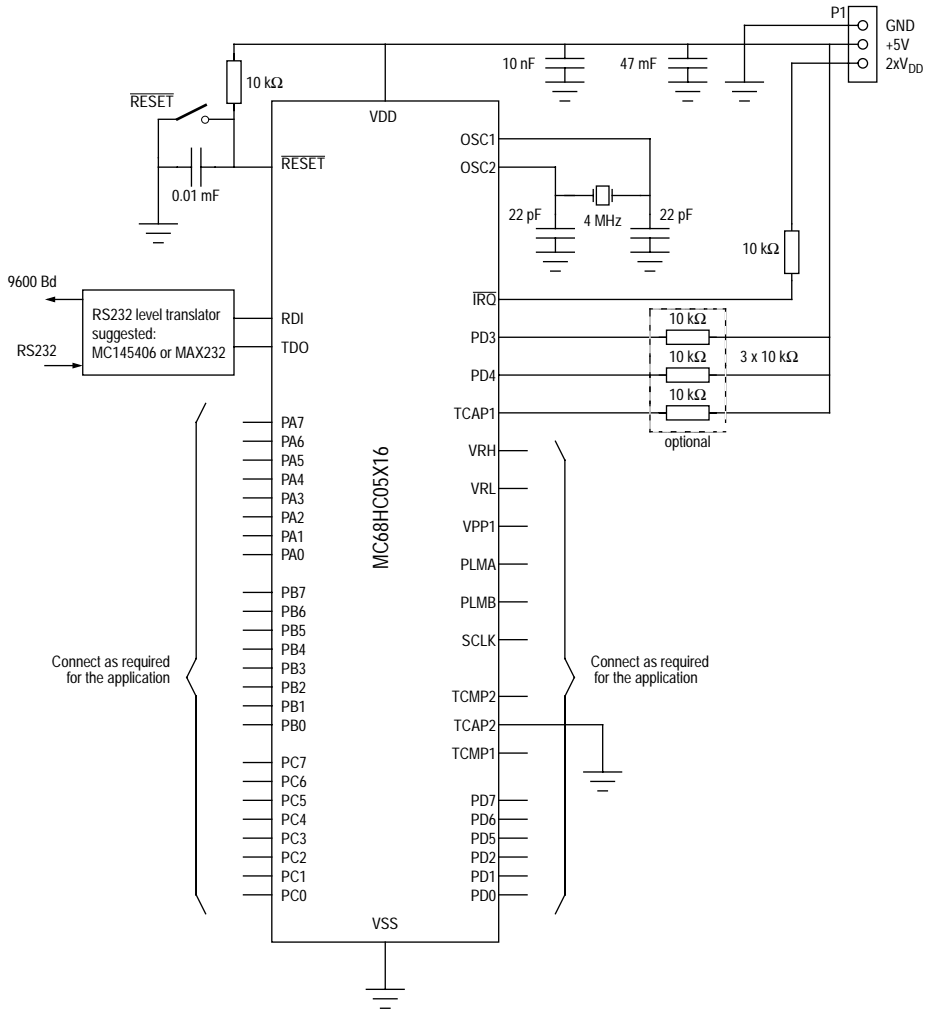 P1
GND
+5V
2xVDD
10 nF
47 mF
10 kΩ
RESET
VDD
OSC1
OSC2
RESET
0.01 mF
22 pF
4 MHz
22 pF
10 kΩ
9600 Bd
RS232 level translator
suggested:
MC145406 or MAX232
RS232
RDI
TDO
IRQ
PD3
PD4
TCAP1
10 kΩ
10 kΩ
10 kΩ
3 x 10 kΩ
optional
MC68HC05X16
PA7
PA6
PA5
PA4
PA3
PA2
PA1
PA0
PB7
PB6
PB5
PB4
PB3
PB2
PB1
PB0
PC7
PC6
PC5
PC4
PC3
PC2
PC1
PC0
Connect as required
for the application
VRH
VRL
VPP1
PLMA
PLMB
SCLK
TCMP2
TCAP2
TCMP1
PD7
PD6
PD5
PD2
PD1
PD0
Connect as required
for the application
VSS